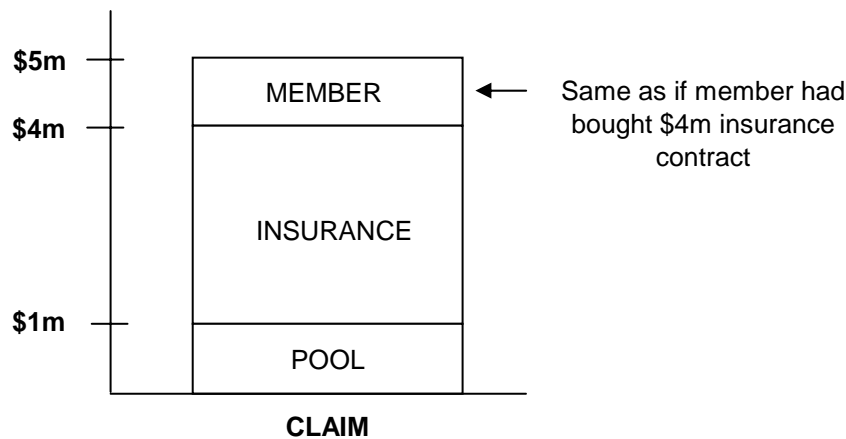 $5m
MEMBER
Same as if member had
bought $4m insurance
contract
$4m
INSURANCE
$1m
POOL
CLAIM